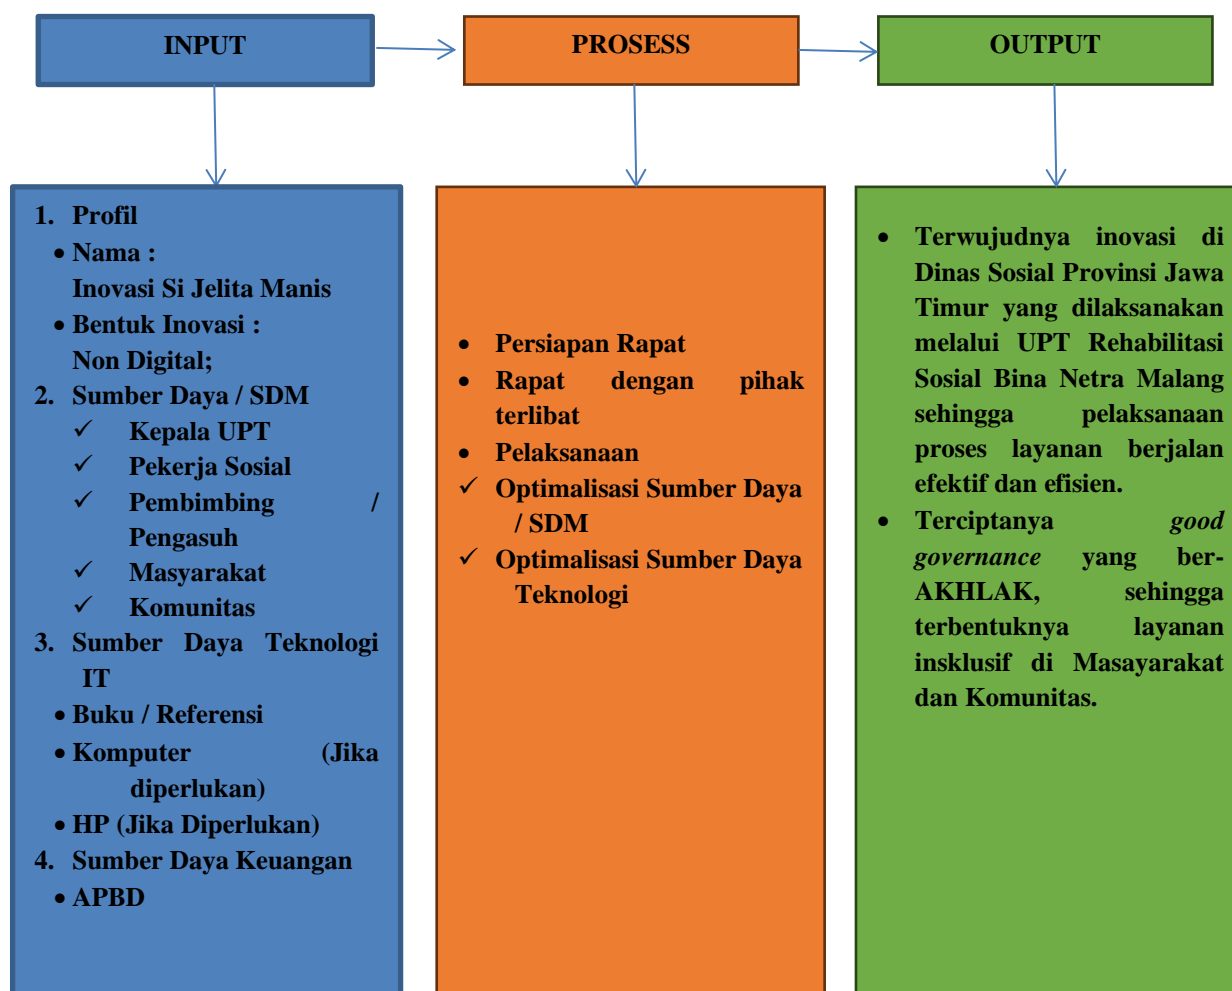 INPUT
PROSESS
OUTPUT
1. Profil
• Nama :
Inovasi Si Jelita Manis
• Bentuk Inovasi :
Non Digital;
2. Sumber Daya / SDM
✓ Kepala UPT
✓ Pekerja Sosial
✓ Pembimbing /
Pengasuh
✓ Masyarakat
✓ Komunitas
3. Sumber Daya Teknologi
IT
• Buku / Referensi
• Komputer (Jika
diperlukan)
• HP (Jika Diperlukan)
4. Sumber Daya Keuangan
• APBD
• Persiapan Rapat
• Rapat dengan pihak
terlibat
• Pelaksanaan
✓ Optimalisasi Sumber Daya
/ SDM
✓ Optimalisasi Sumber Daya
Teknologi
• Terwujudnya inovasi di
Dinas Sosial Provinsi Jawa
Timur yang dilaksanakan
melalui UPT Rehabilitasi
Sosial Bina Netra Malang
sehingga pelaksanaan
proses layanan berjalan
efektif dan efisien.
• Terciptanya good
governance yang ber-
AKHLAK, sehingga
terbentuknya layanan
insklusif di Masayarakat
dan Komunitas.